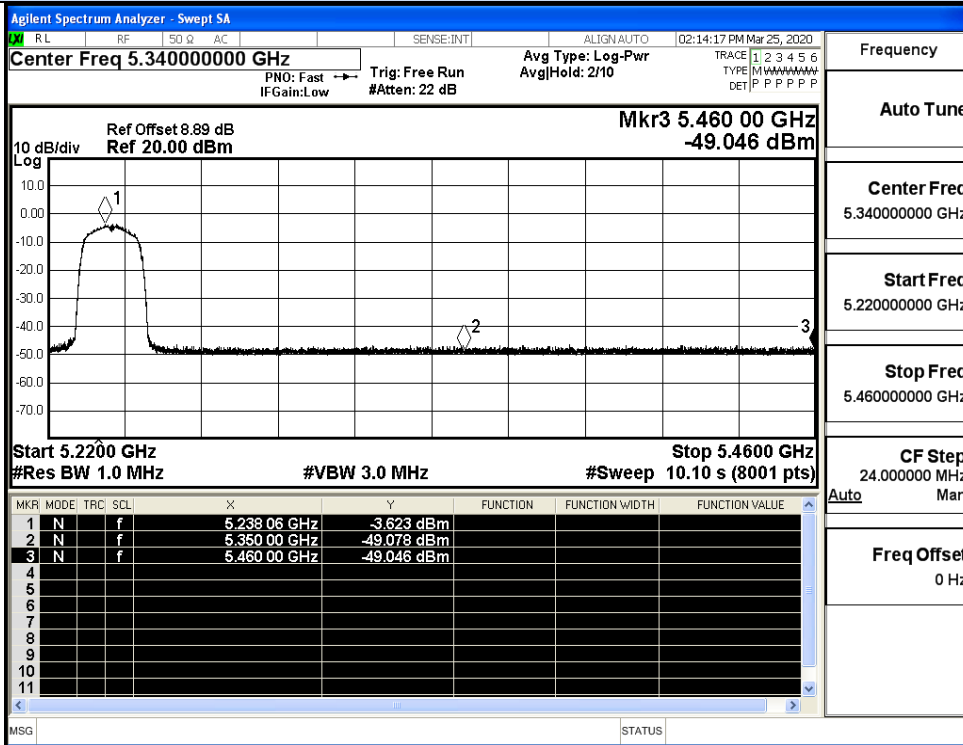 Agilent Spectrum Analyzer - Swept SA
LXI RL RF 50 Ω AC SENSE:INT ALIGN AUTO 02:14:17 PM Mar 25, 2020
Center Freq 5.340000000 GHz
PNO: Fast
IFGain:Low
Trig: Free Run
#Atten: 22 dB
Avg Type: Log-Pwr
Avg|Hold: 2/10
TRACE 1 2 3 4 5 6
TYPE M W W W W W
DET P P P P P P
Ref Offset 8.89 dB
10 dB/div Ref 20.00 dBm
Log
Mkr3 5.460 00 GHz
-49.046 dBm
10.0
0.00
-10.0
-20.0
-30.0
-40.0
-50.0
-60.0
-70.0
1
2
3
Start 5.2200 GHz Stop 5.4600 GHz
#Res BW 1.0 MHz #VBW 3.0 MHz #Sweep 10.10 s (8001 pts)
MKR MODE TRC SCL X Y FUNCTION FUNCTION WIDTH FUNCTION VALUE
1 N f 5.238 06 GHz -3.623 dBm
2 N f 5.350 00 GHz -49.078 dBm
3 N f 5.460 00 GHz -49.046 dBm
4
5
6
7
8
9
10
11
MSG STATUS
Frequency
Auto Tune
Center Freq
5.340000000 GHz
Start Freq
5.220000000 GHz
Stop Freq
5.460000000 GHz
CF Step
24.000000 MHz
Auto Man
Freq Offset
0 Hz